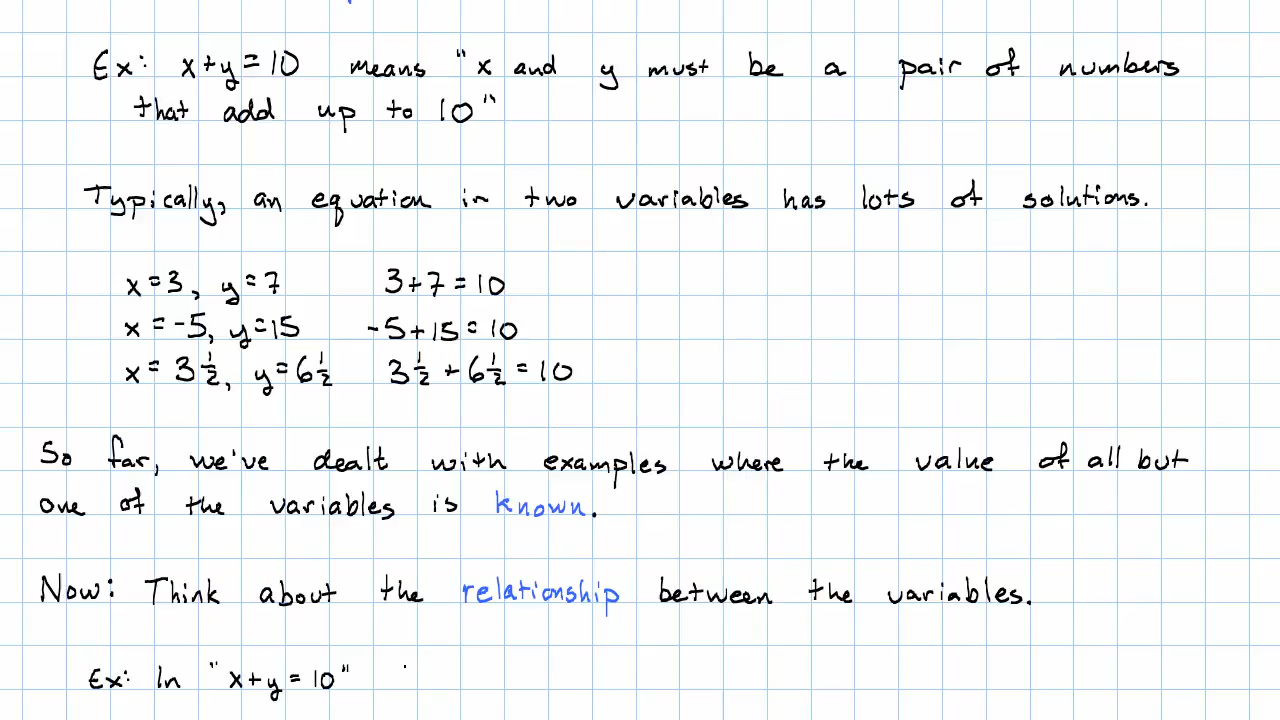 Ex: x+y=10 means "x and y must be a pair of numbers
that add up to 10"
Typically, an equation in two variables has lots of solutions.
x=3, y=7 3+7=10
x=-5, y=15 -5+15=10
x=3½, y=6½ 3½+6½=10
So far, we've dealt with examples where the value of all but
one of the variables is known.
Now: Think about the relationship between the variables.
Ex: In "x+y=10"